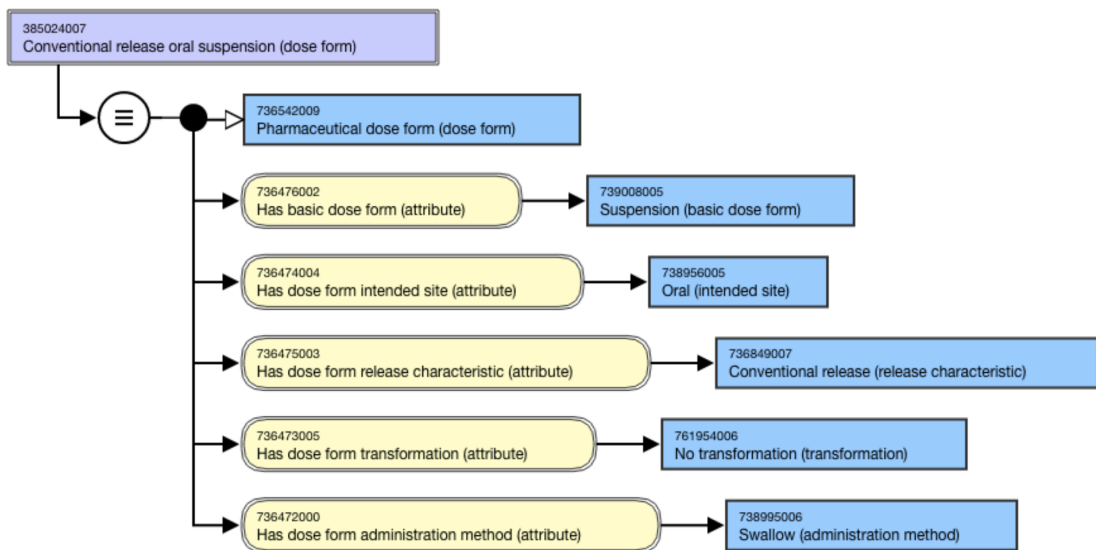 385024007
Conventional release oral suspension (dose form)
736542009
Pharmaceutical dose form (dose form)
736476002
Has basic dose form (attribute)
739008005
Suspension (basic dose form)
736474004
Has dose form intended site (attribute)
738956005
Oral (intended site)
736475003
Has dose form release characteristic (attribute)
736849007
Conventional release (release characteristic)
736473005
Has dose form transformation (attribute)
761954006
No transformation (transformation)
736472000
Has dose form administration method (attribute)
738995006
Swallow (administration method)